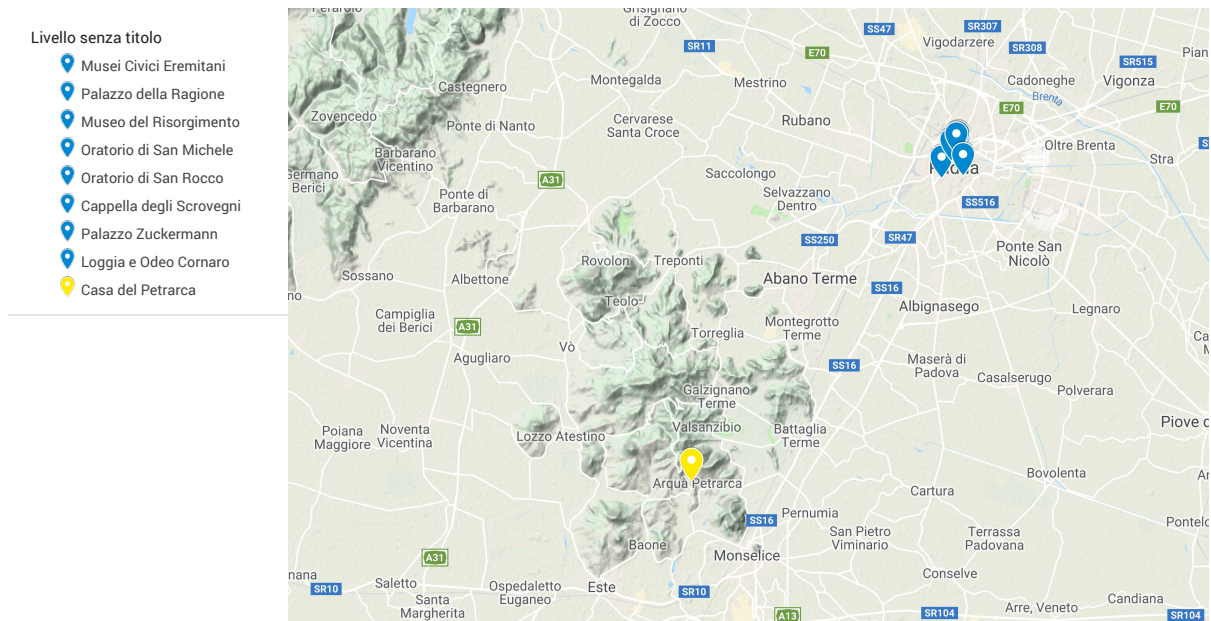 Livello senza titolo
Musei Civici Eremitani
Palazzo della Ragione
Museo del Risorgimento
Oratorio di San Michele
Oratorio di San Rocco
Cappella degli Scrovegni
Palazzo Zuckermann
Loggia e Odeo Cornaro
Casa del Petrarca
di Zocco
SS47
SR307
Vigodarzere
SR11
E70
SR308
SR515
Montegalda
Mestrino
Cadoneghe
Vigonza
Castegnero
Brenta
E70
E70
Zovencedo
Ponte di Nanto
Cervarese
Santa Croce
Rubano
Oltre Brenta
Stra
Barbarano
Vicentino
Berici
A31
Saccolongo
Ponte di
Barbarano
Selvazzano
Dentro
SS516
SS250
SR47
Ponte San
Nicolò
Rovolon
Treponti
Sossano
Albettone
Abano Terme
SS16
Teolo
Albignasego
Legnaro
Campiglia
dei Berici
A31
Torreglia
Montegrotto
Terme
Vò
Agugliaro
SS16
Maserà di
Padova
Casalserugo
Polverara
Galzignano
Terme
Poiana
Maggiore
Noventa
Vicentina
Lozzo Atestino
Valsanzibio
Battaglia
Terme
Piove
Arquà Petrarca
Bovolenta
Cartura
Pernumia
SS16
San Pietro
Viminario
Terrassa
Padovana
Baone
Monselice
A31
Conselve
SR10
Saletto
Ospedaletto
Euganeo
Este
SR10
Santa
Margherita
A13
SR104
Arre, Veneto
Candiana
SR104